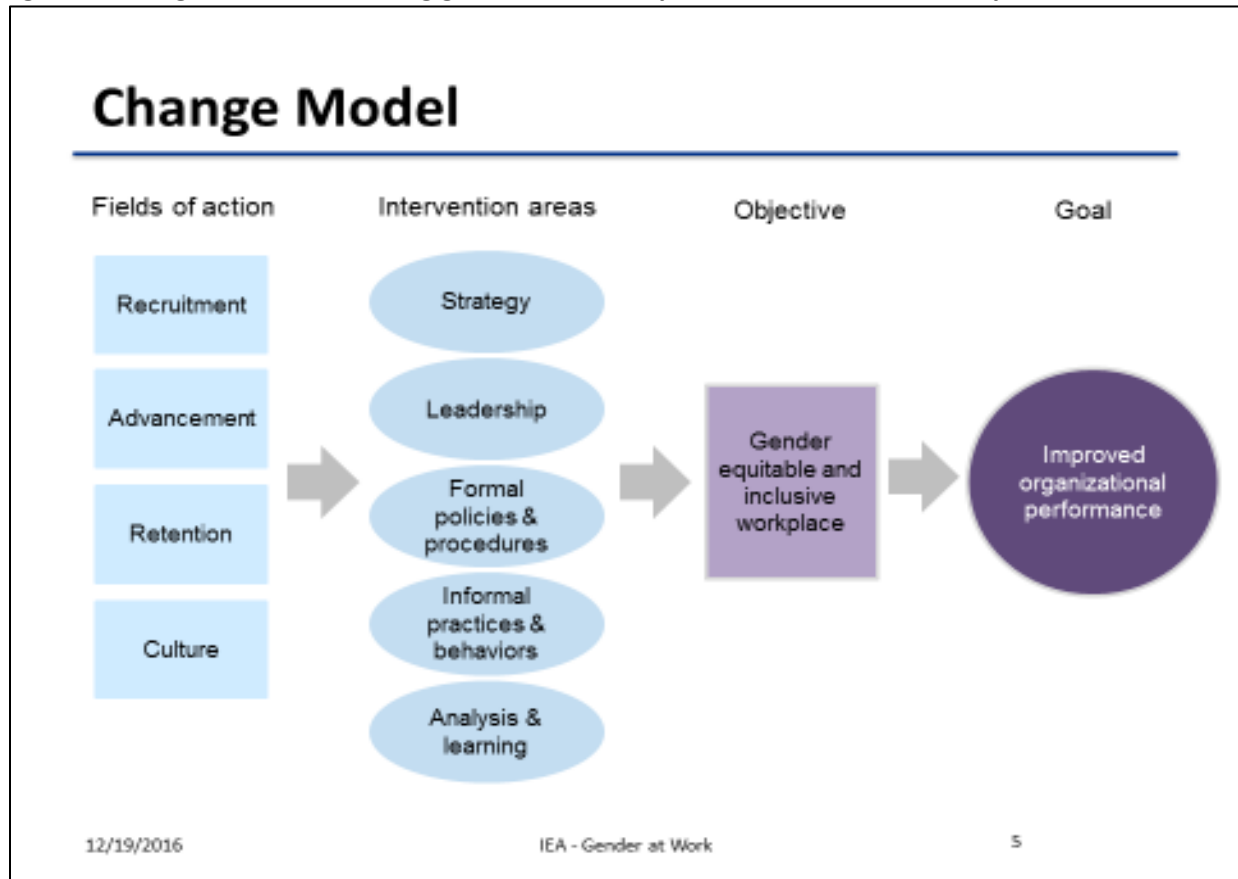 Change Model
Fields of action
Intervention areas
Objective
Goal
Recruitment
Advancement
Retention
Culture
Strategy
Leadership
Formal
policies &
procedures
Informal
practices &
behaviors
Analysis &
learning
Gender
equitable and
inclusive
workplace
Improved
organizational
performance
12/19/2016
IEA - Gender at Work
5